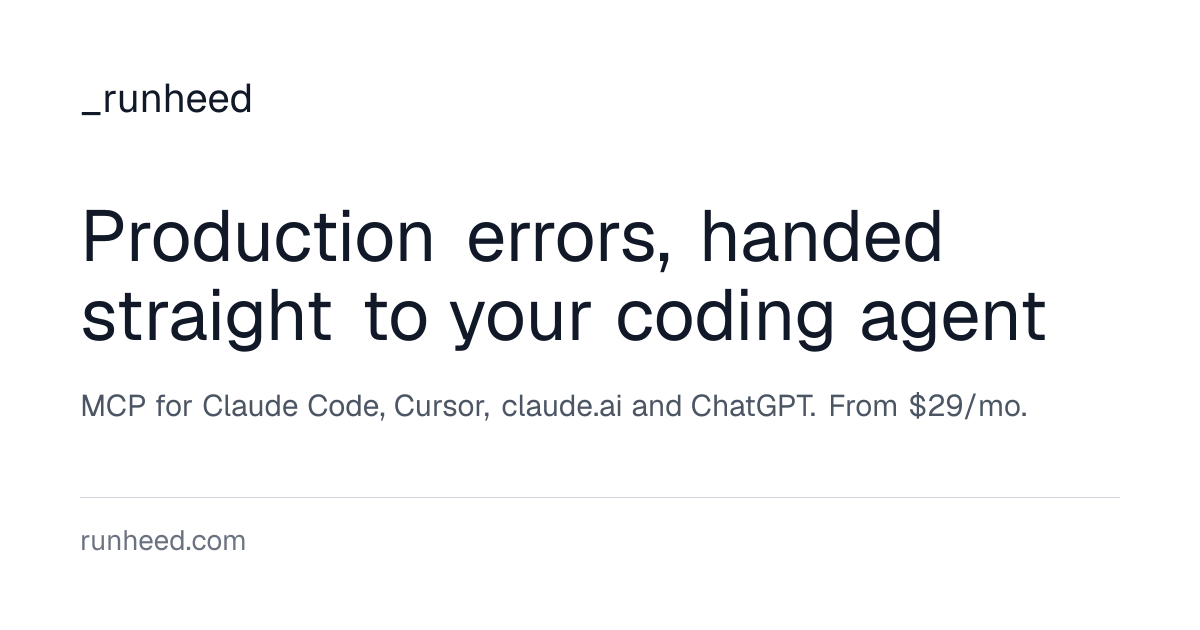 _runheed
Production errors, handed
straight to your coding agent
MCP for Claude Code, Cursor, claude.ai and ChatGPT. From $29/mo.
runheed.com